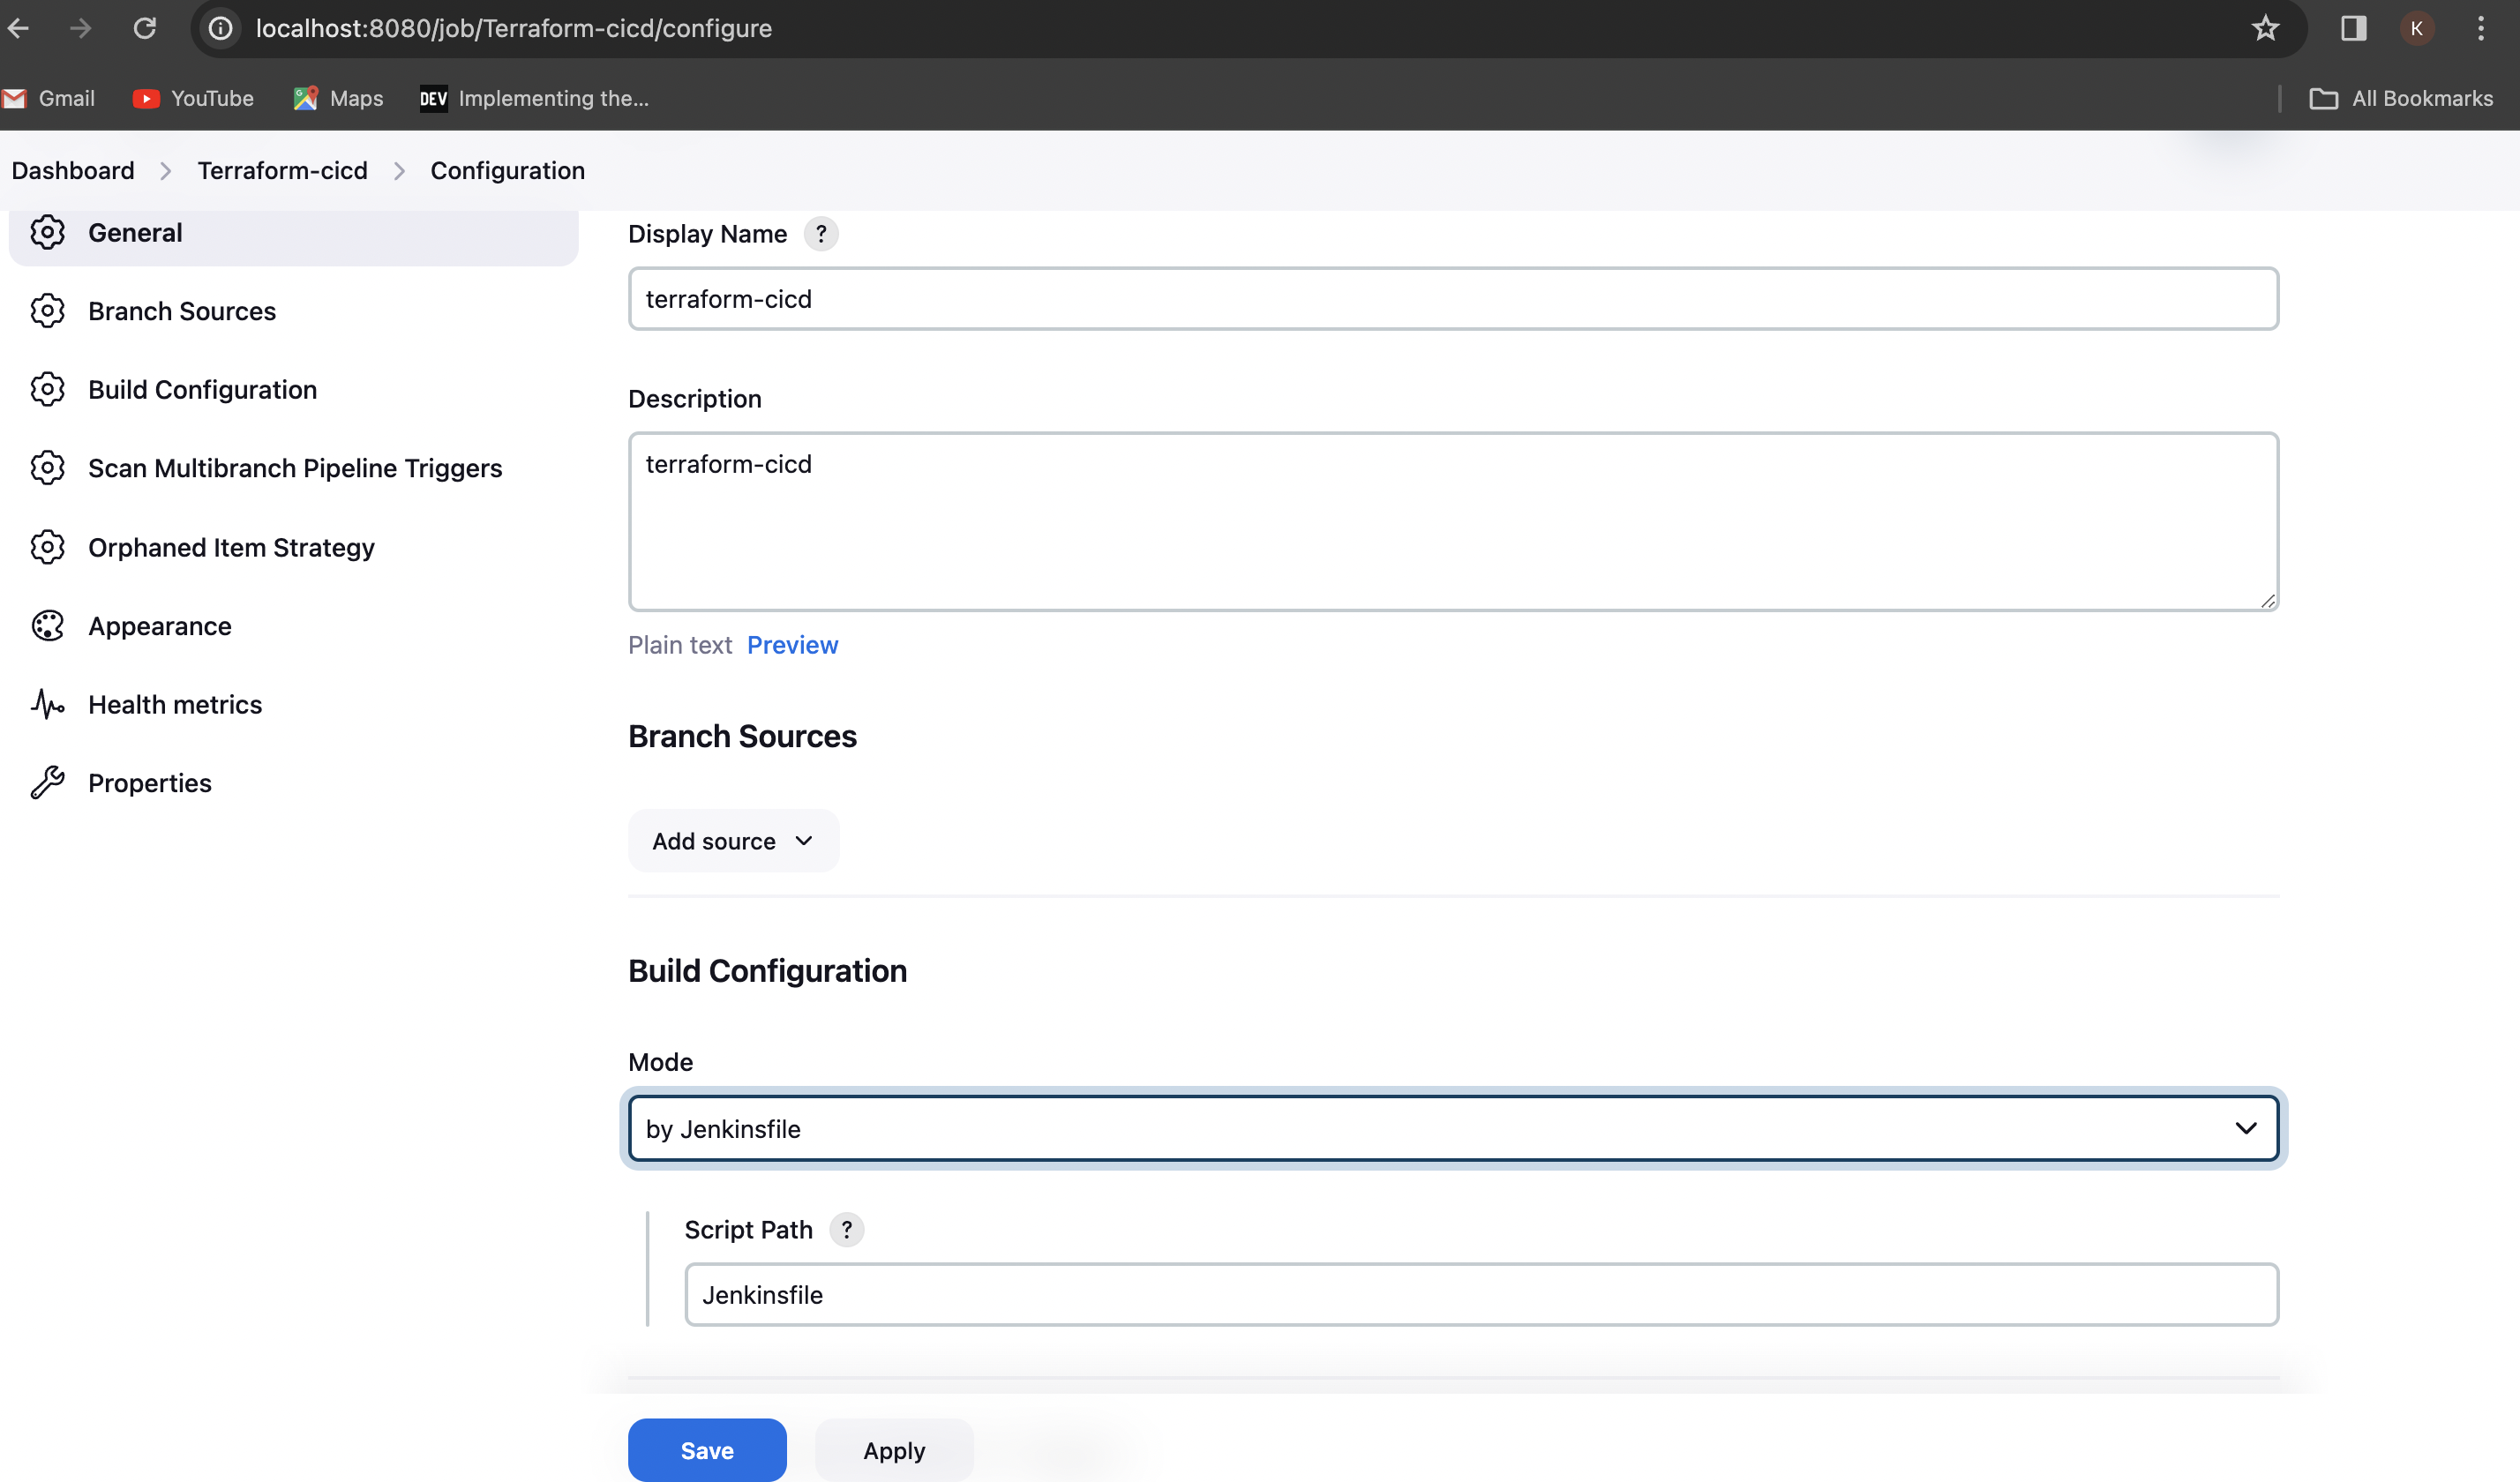 localhost:8080/job/Terraform-cicd/configure
K
Gmail
YouTube
Maps
DEV Implementing the...
All Bookmarks
Dashboard > Terraform-cicd > Configuration
General
Branch Sources
Build Configuration
Scan Multibranch Pipeline Triggers
Orphaned Item Strategy
Appearance
Health metrics
Properties
Display Name ?
terraform-cicd
Description
terraform-cicd
Plain text Preview
Branch Sources
Add source
Build Configuration
Mode
by Jenkinsfile
Script Path ?
Jenkinsfile
Save
Apply